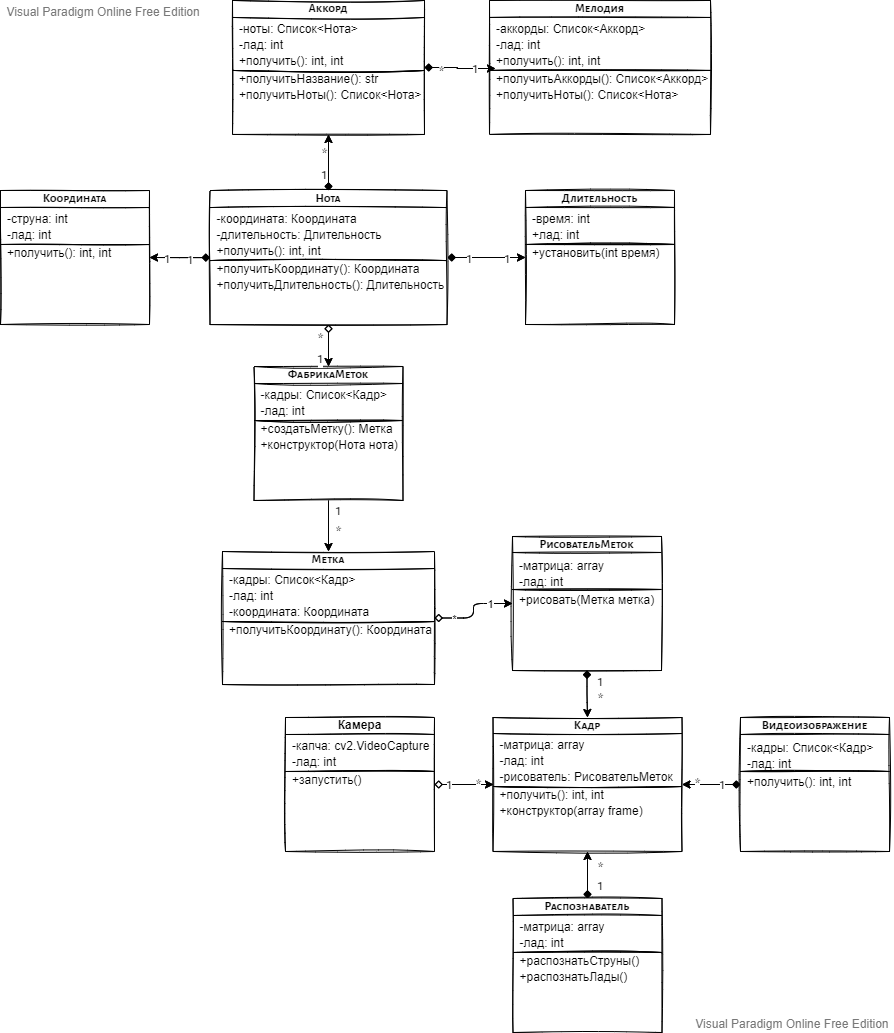 Visual Paradigm Online Free Edition
Аккорд
-ноты: Список<Нота>
-лад: int
+получить(): int, int
+получитьНазвание(): str
+получитьНоты(): Список<Нота>
* 1
Мелодия
-аккорды: Список<Аккорд>
-лад: int
+получить(): int, int
+получитьАккорды(): Список<Аккорд>
+получитьНоты(): Список<Нота>
*
1
Координата
-струна: int
-лад: int
+получить(): int, int
1 1
Нота
-координата: Координата
-длительность: Длительность
+получить(): int, int
+получитьКоординату(): Координата
+получитьДлительность(): Длительность
1 1
Длительность
-время: int
+лад: int
+установить(int время)
*
1
ФабрикаМеток
-кадры: Список<Кадр>
-лад: int
+создатьМетку(): Метка
+конструктор(Нота нота)
1
*
Метка
-кадры: Список<Кадр>
-лад: int
-координата: Координата
+получитьКоординату(): Координата
* 1
РисовательМеток
-матрица: array
-лад: int
+рисовать(Метка метка)
1
*
Камера
-капча: cv2.VideoCapture
-лад: int
+запустить()
1 *
Кадр
-матрица: array
-лад: int
-рисователь: РисовательМеток
+получить(): int, int
+конструктор(array frame)
* 1
Видеоизображение
-кадры: Список<Кадр>
-лад: int
+получить(): int, int
*
1
Распознаватель
-матрица: array
-лад: int
+распознатьСтруны()
+распознатьЛады()
Visual Paradigm Online Free Edition